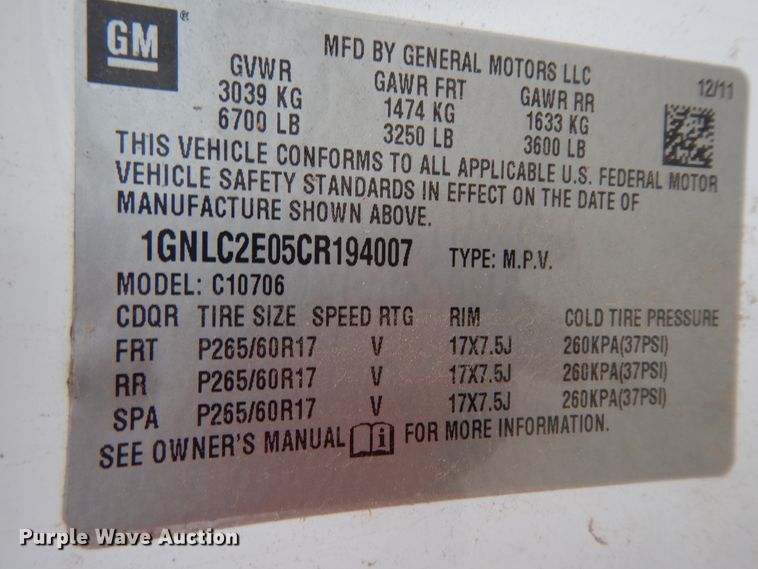 GM®
MFD BY GENERAL MOTORS LLC
12/11
GVWR GAWR FRT GAWR RR
3039 KG 1474 KG 1633 KG
6700 LB 3250 LB 3600 LB
THIS VEHICLE CONFORMS TO ALL APPLICABLE U.S. FEDERAL MOTOR
VEHICLE SAFETY STANDARDS IN EFFECT ON THE DATE OF
MANUFACTURE SHOWN ABOVE.
1GNLC2E05CR194007 TYPE: M.P.V.
MODEL: C10706
CDQR TIRE SIZE SPEED RTG RIM COLD TIRE PRESSURE
FRT P265/60R17 V 17X7.5J 260KPA(37PSI)
RR P265/60R17 V 17X7.5J 260KPA(37PSI)
SPA P265/60R17 V 17X7.5J 260KPA(37PSI)
SEE OWNER'S MANUAL i FOR MORE INFORMATION.
Purple Wave Auction